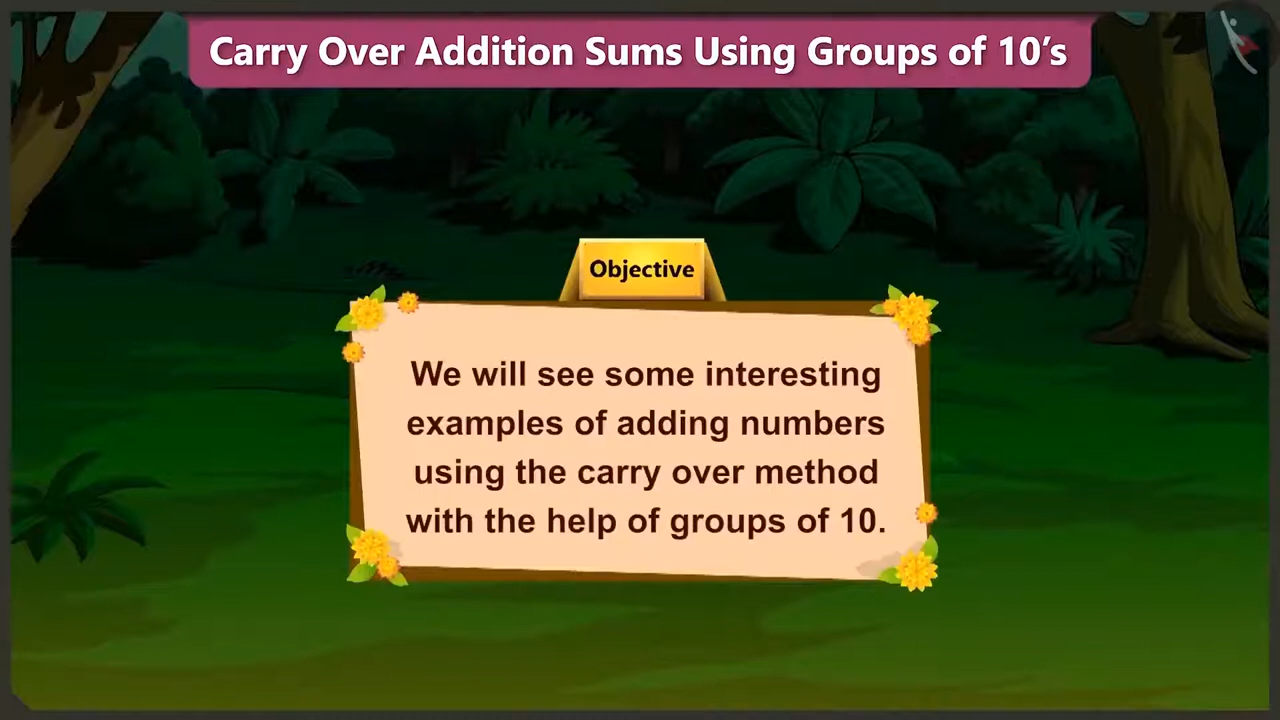 Carry Over Addition Sums Using Groups of 10’s
Objective
We will see some interesting
examples of adding numbers
using the carry over method
with the help of groups of 10.